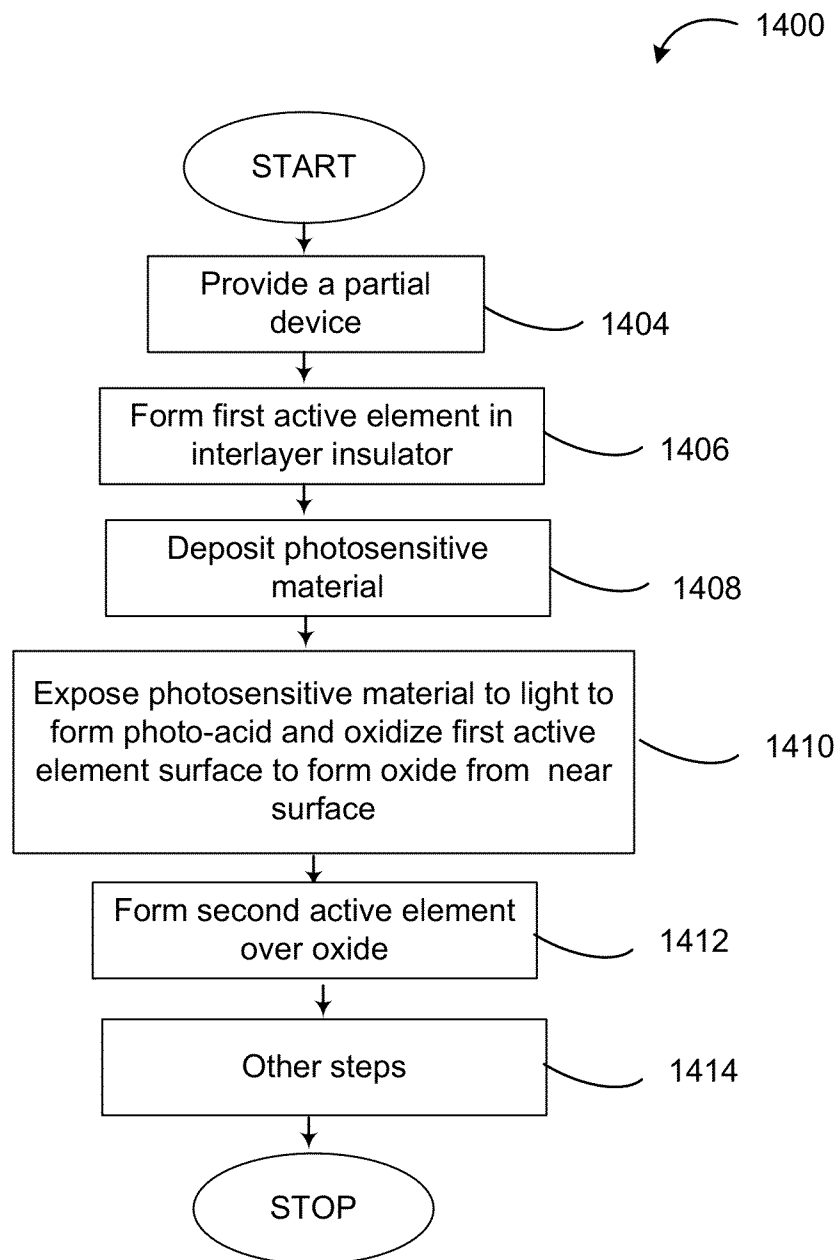 1400
START
Provide a partial
device
1404
Form first active element in
interlayer insulator
1406
Deposit photosensitive
material
1408
Expose photosensitive material to light to
form photo-acid and oxidize first active
element surface to form oxide from near
surface
1410
Form second active element
over oxide
1412
Other steps
1414
STOP